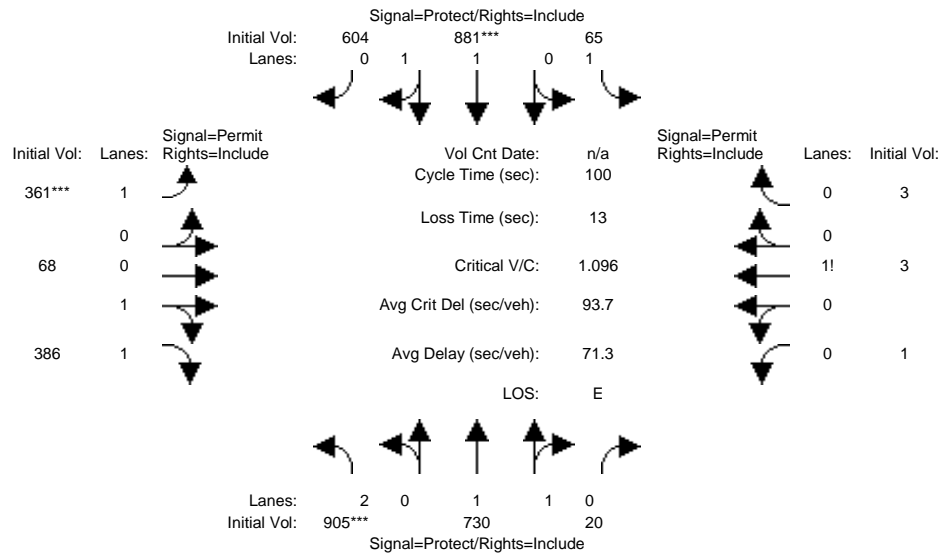 Signal=Protect/Rights=Include
Initial Vol: 604 881*** 65
Lanes: 0 1 1 0 1
Signal=Permit Signal=Permit
Initial Vol: Lanes: Rights=Include Vol Cnt Date: n/a Rights=Include Lanes: Initial Vol:
Cycle Time (sec): 100
361*** 1 0 3
Loss Time (sec): 13
0 0
68 0 Critical V/C: 1.096 1! 3
1 Avg Crit Del (sec/veh): 93.7 0
386 1 Avg Delay (sec/veh): 71.3 0 1
LOS: E
Lanes: 2 0 1 1 0
Initial Vol: 905*** 730 20
Signal=Protect/Rights=Include